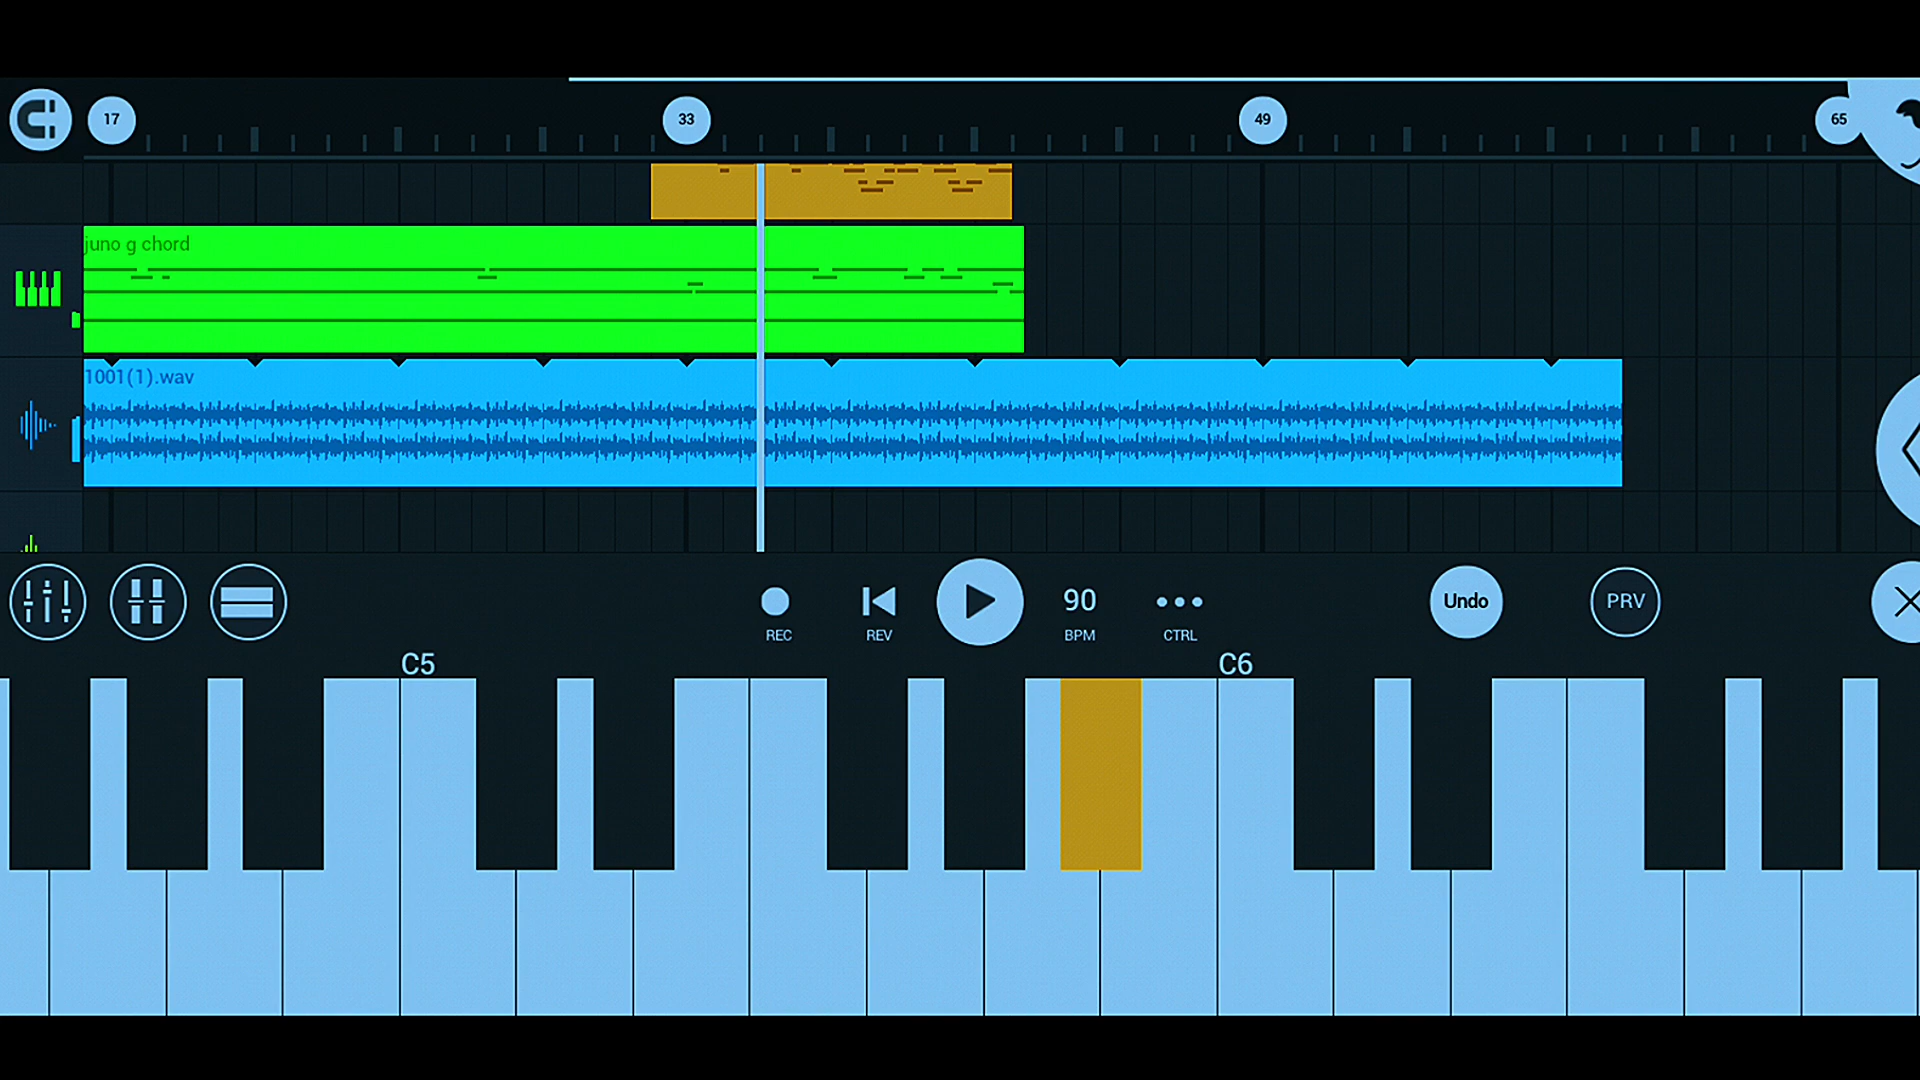 17 33 49 65
juno g chord
1001(1).wav
90 Undo PRV
REC REV BPM CTRL
C5 C6